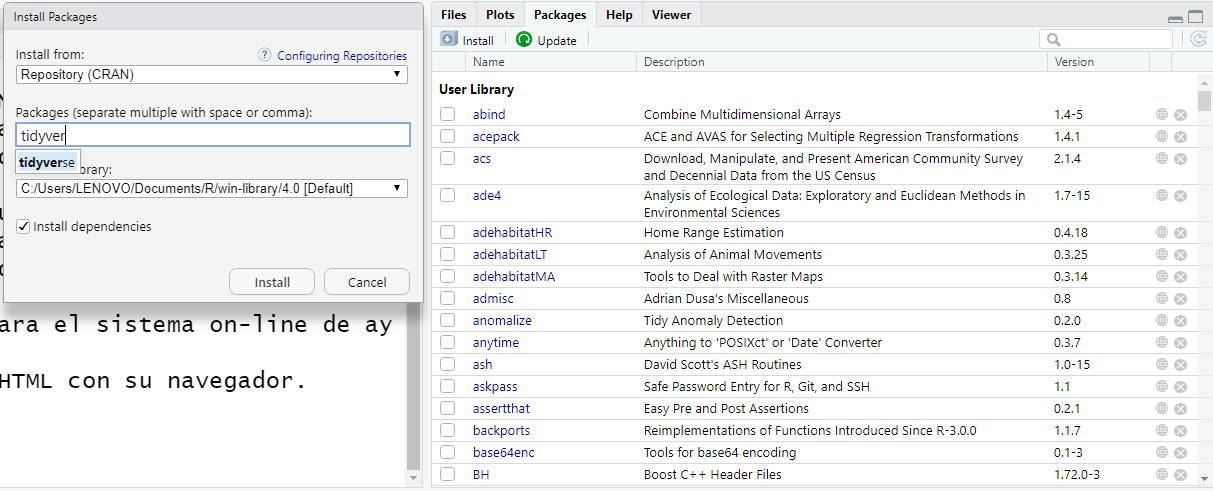 Install Packages
Install from:
? Configuring Repositories
Repository (CRAN)
Packages (separate multiple with space or comma):
tidyver
tidyverse
brary:
C:/Users/LENOVO/Documents/R/win-library/4.0 [Default]
Install dependencies
Install Cancel
ara el sistema on-line de ay
HTML con su navegador.
Files Plots Packages Help Viewer
Install Update
Name Description Version
User Library
abind Combine Multidimensional Arrays 1.4-5
acepack ACE and AVAS for Selecting Multiple Regression Transformations 1.4.1
acs Download, Manipulate, and Present American Community Survey 2.1.4
and Decennial Data from the US Census
ade4 Analysis of Ecological Data: Exploratory and Euclidean Methods in 1.7-15
Environmental Sciences
adehabitatHR Home Range Estimation 0.4.18
adehabitatLT Analysis of Animal Movements 0.3.25
adehabitatMA Tools to Deal with Raster Maps 0.3.14
admisc Adrian Dusa's Miscellaneous 0.8
anomalize Tidy Anomaly Detection 0.2.0
anytime Anything to 'POSIXct' or 'Date' Converter 0.3.7
ash David Scott's ASH Routines 1.0-15
askpass Safe Password Entry for R, Git, and SSH 1.1
assertthat Easy Pre and Post Assertions 0.2.1
backports Reimplementations of Functions Introduced Since R-3.0.0 1.1.7
base64enc Tools for base64 encoding 0.1-3
BH Boost C++ Header Files 1.72.0-3